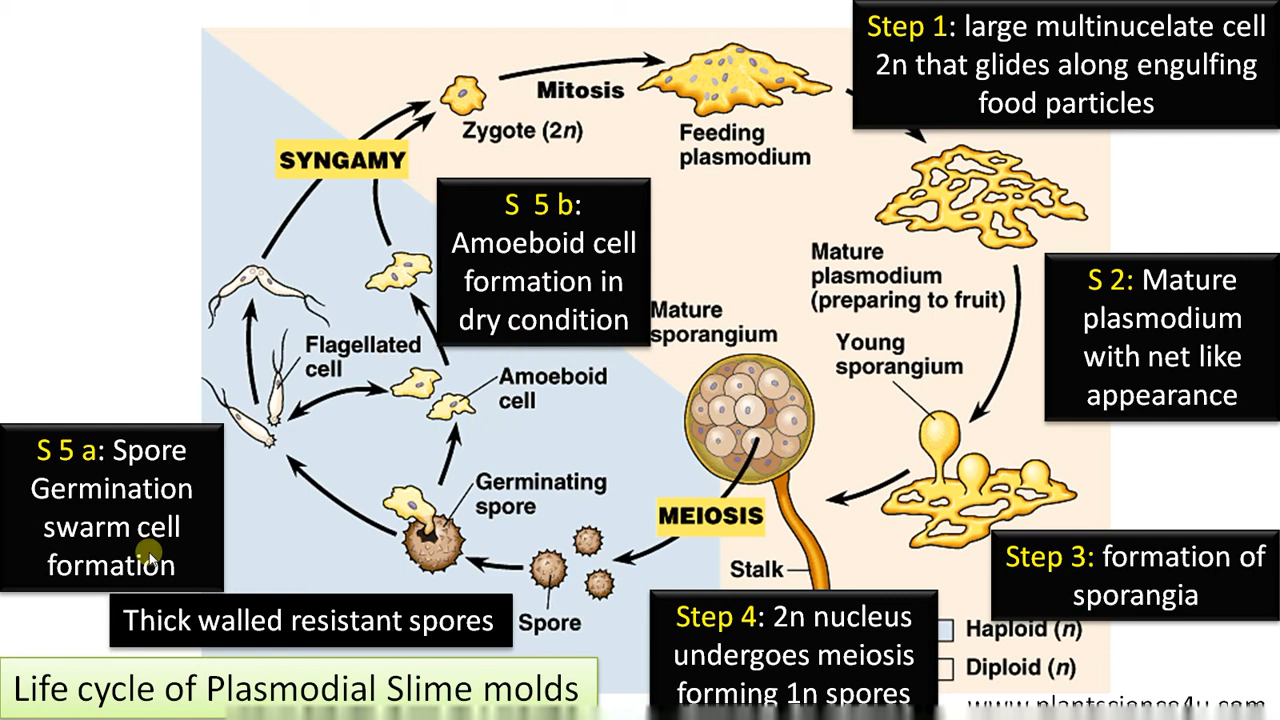 Step 1: large multinucelate cell
2n that glides along engulfing
food particles
Mitosis
Zygote (2n)
Feeding
plasmodium
SYNGAMY
S 5 b:
Amoeboid cell
formation in
dry condition
Mature
plasmodium
(preparing to fruit)
S 2: Mature
plasmodium
with net like
appearance
Mature
sporangium
Young
sporangium
Flagellated
cell
Amoeboid
cell
S 5 a: Spore
Germination
swarm cell
formation
Germinating
spore
MEIOSIS
Stalk
Step 3: formation of
sporangia
Thick walled resistant spores
Spore
Step 4: 2n nucleus
undergoes meiosis
forming 1n spores
Haploid (n)
Diploid (n)
Life cycle of Plasmodial Slime molds
www.plantscience4u.com